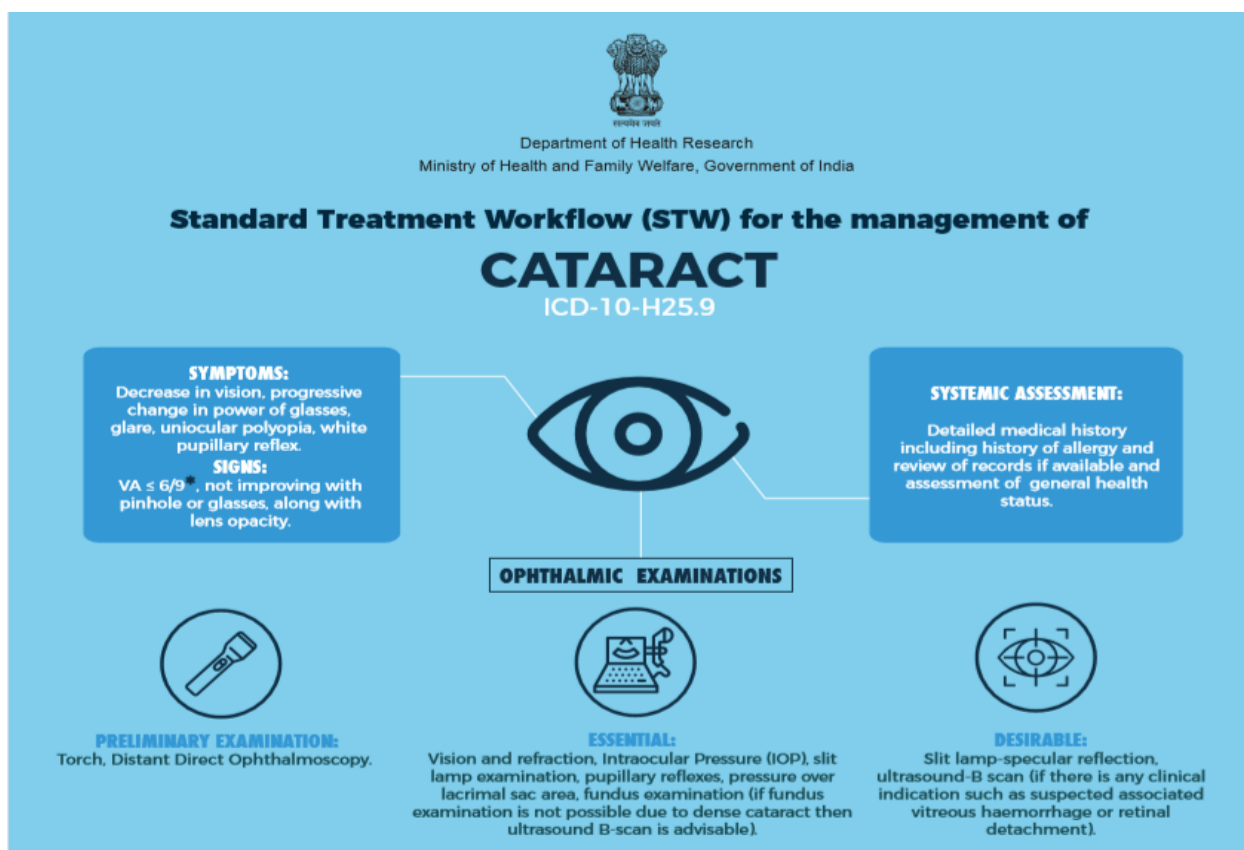 सत्यमेव जयते
Department of Health Research
Ministry of Health and Family Welfare, Government of India
Standard Treatment Workflow (STW) for the management of
CATARACT
ICD-10-H25.9
SYMPTOMS:
Decrease in vision, progressive
change in power of glasses,
glare, uniocular polyopia, white
pupillary reflex.
SIGNS:
VA ≤ 6/9*, not improving with
pinhole or glasses, along with
lens opacity.
SYSTEMIC ASSESSMENT:
Detailed medical history
including history of allergy and
review of records if available and
assessment of general health
status.
OPHTHALMIC EXAMINATIONS
PRELIMINARY EXAMINATION:
Torch, Distant Direct Ophthalmoscopy.
ESSENTIAL:
Vision and refraction, Intraocular Pressure (IOP), slit
lamp examination, pupillary reflexes, pressure over
lacrimal sac area, fundus examination (if fundus
examination is not possible due to dense cataract then
ultrasound B-scan is advisable).
DESIRABLE:
Slit lamp-specular reflection,
ultrasound-B scan (if there is any clinical
indication such as suspected associated
vitreous haemorrhage or retinal
detachment).